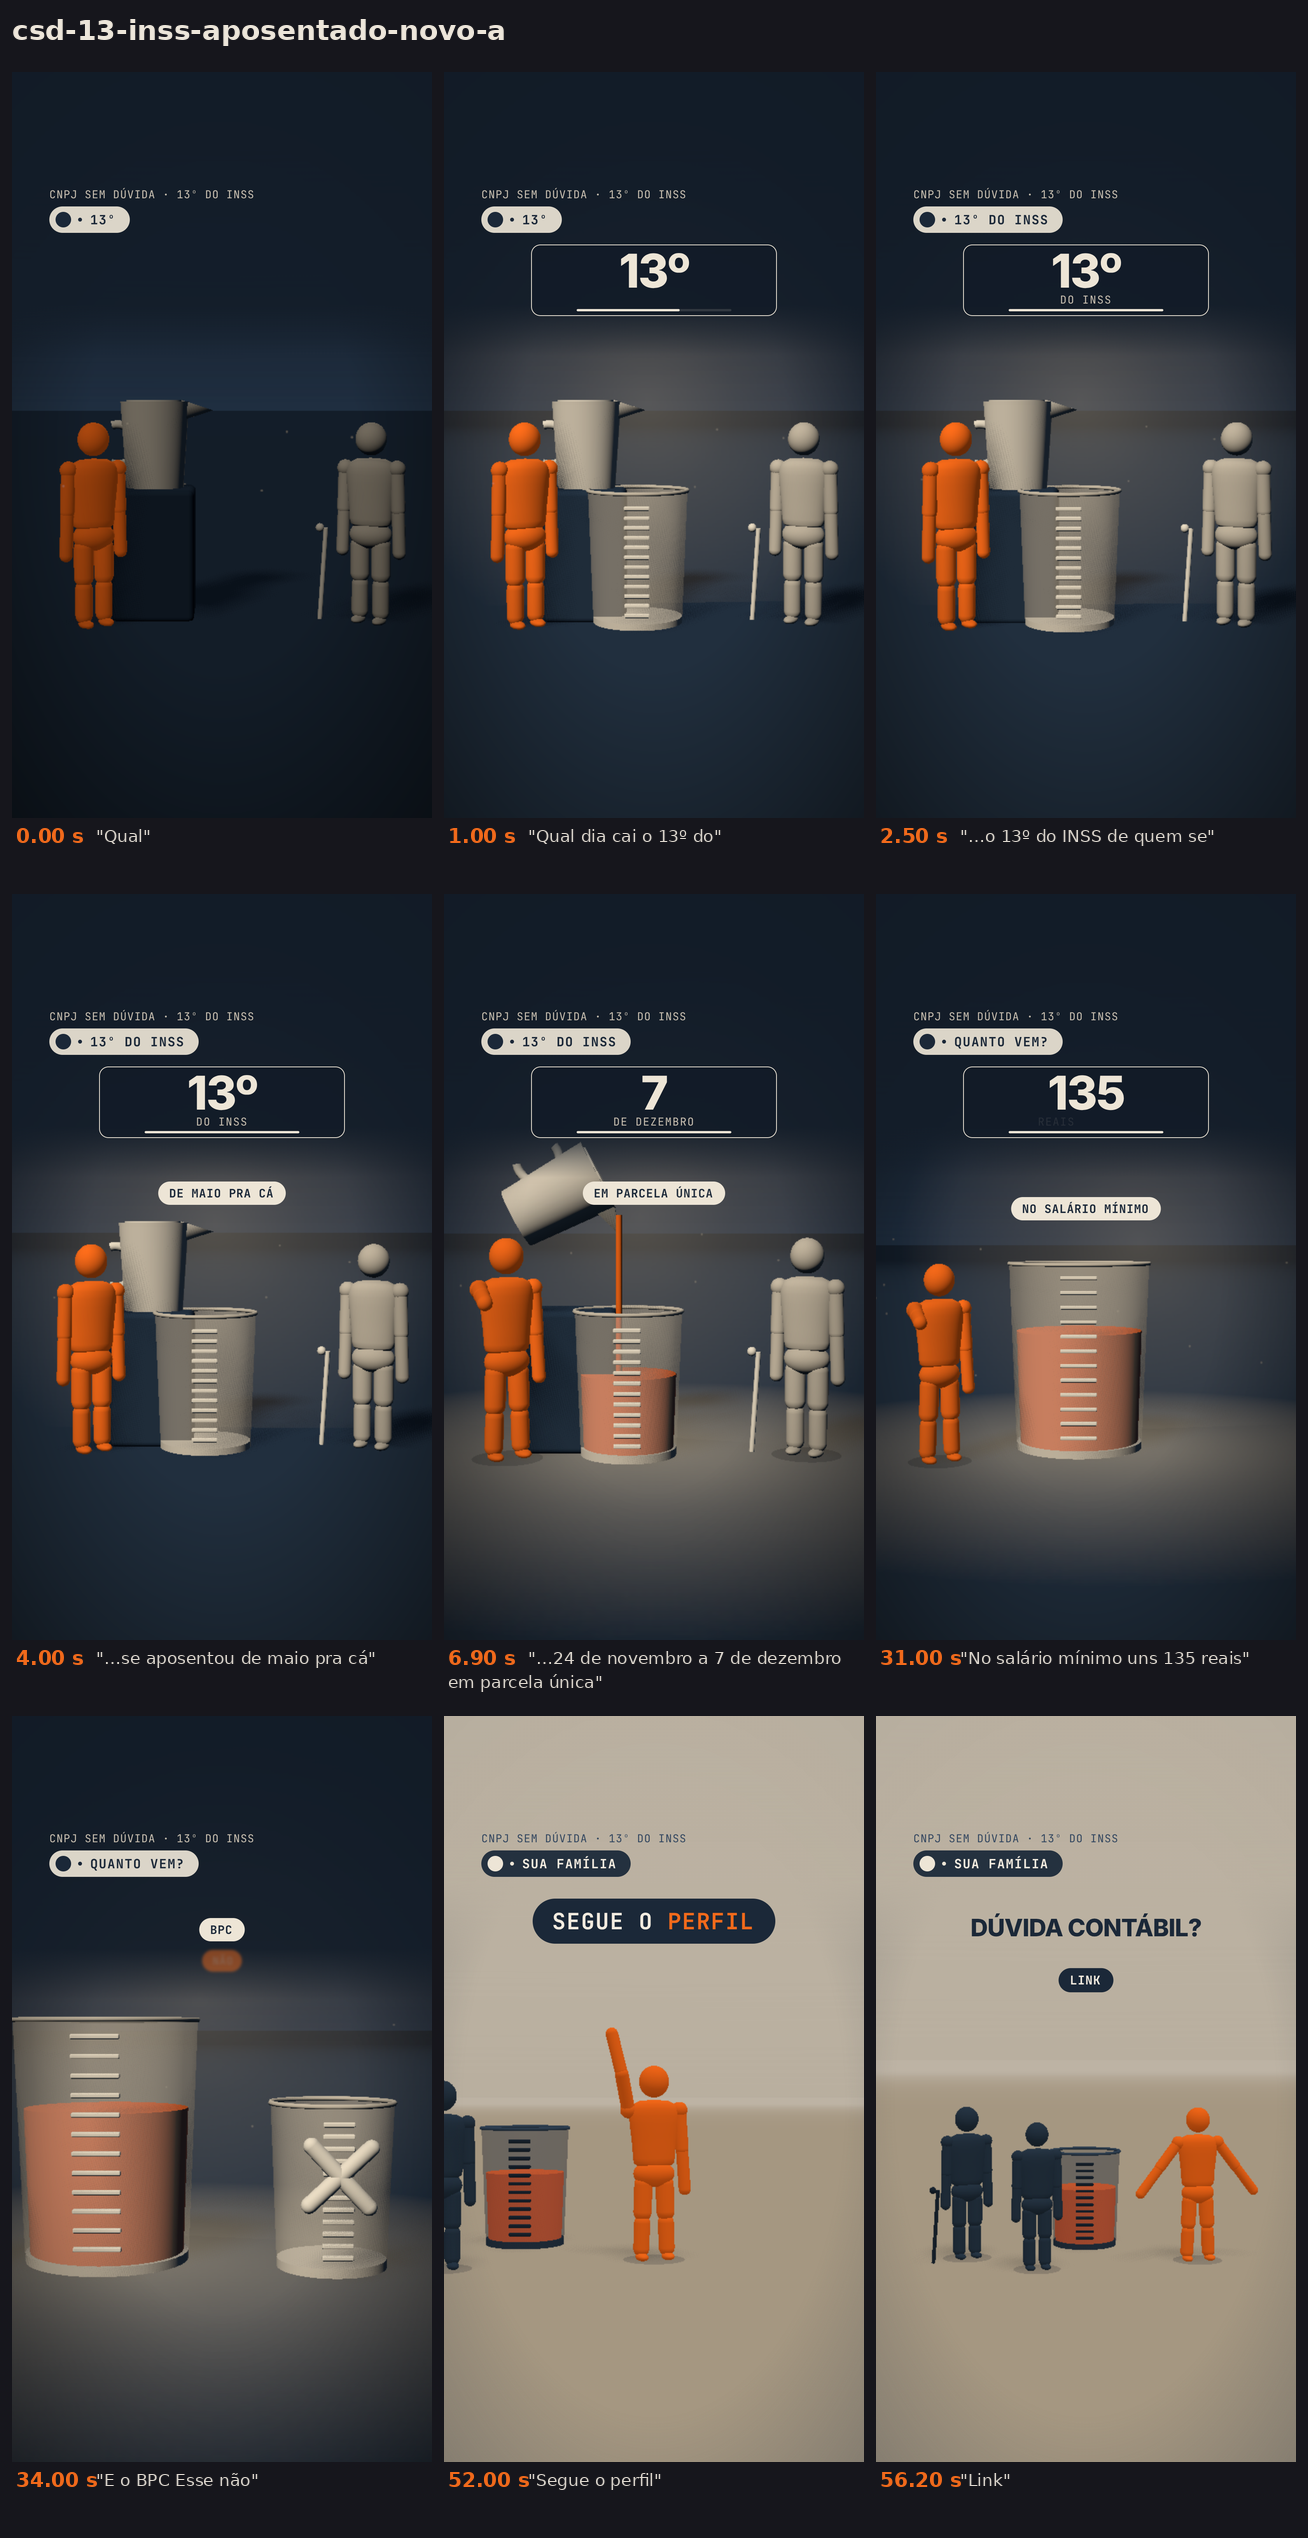 csd-13-inss-aposentado-novo-a
CNPJ SEM DÚVIDA · 13° DO INSS
• 13°
0.00 s "Qual"
CNPJ SEM DÚVIDA · 13° DO INSS
• 13°
13º
1.00 s "Qual dia cai o 13º do"
CNPJ SEM DÚVIDA · 13° DO INSS
• 13° DO INSS
13º
DO INSS
2.50 s "...o 13º do INSS de quem se"
CNPJ SEM DÚVIDA · 13° DO INSS
• 13° DO INSS
13º
DO INSS
DE MAIO PRA CÁ
4.00 s "...se aposentou de maio pra cá"
CNPJ SEM DÚVIDA · 13° DO INSS
• 13° DO INSS
7
DE DEZEMBRO
EM PARCELA ÚNICA
6.90 s "...24 de novembro a 7 de dezembro
em parcela única"
CNPJ SEM DÚVIDA · 13° DO INSS
• QUANTO VEM?
135
REAIS
NO SALÁRIO MÍNIMO
31.00 s "No salário mínimo uns 135 reais"
CNPJ SEM DÚVIDA · 13° DO INSS
• QUANTO VEM?
BPC
34.00 s "E o BPC Esse não"
CNPJ SEM DÚVIDA · 13° DO INSS
• SUA FAMÍLIA
SEGUE O PERFIL
52.00 s "Segue o perfil"
CNPJ SEM DÚVIDA · 13° DO INSS
• SUA FAMÍLIA
DÚVIDA CONTÁBIL?
LINK
56.20 s "Link"